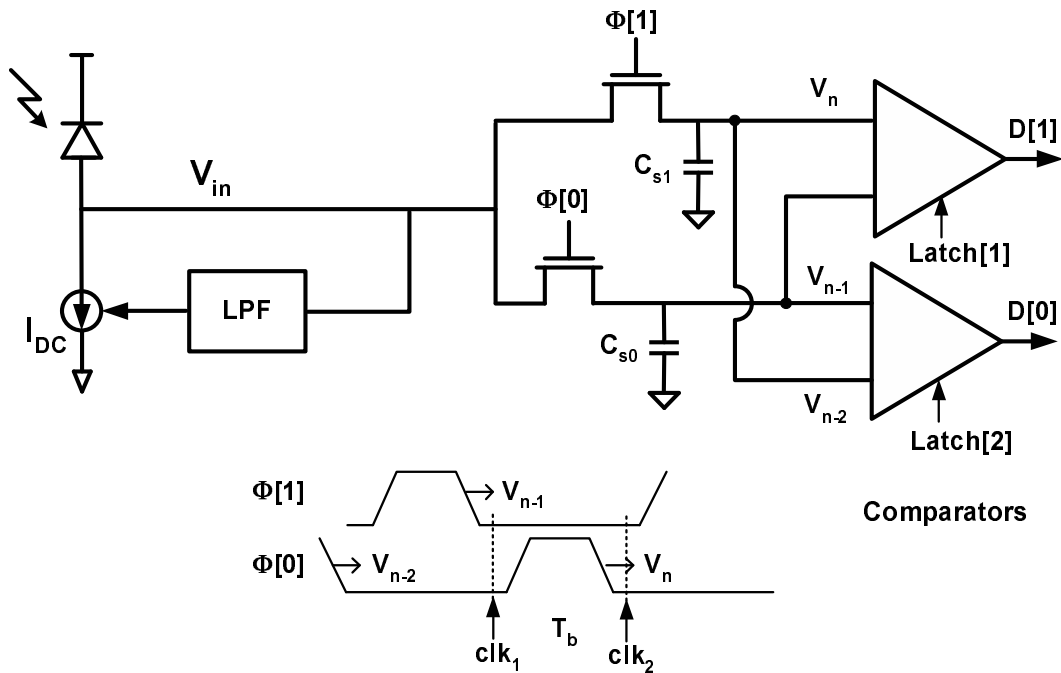 Φ[1]
V_n
D[1]
C_s1
V_in
Φ[0]
Latch[1]
V_n-1
D[0]
LPF
I_DC
C_s0
V_n-2
Latch[2]
Φ[1]
V_n-1
Comparators
Φ[0]
V_n-2
V_n
T_b
clk_1
clk_2